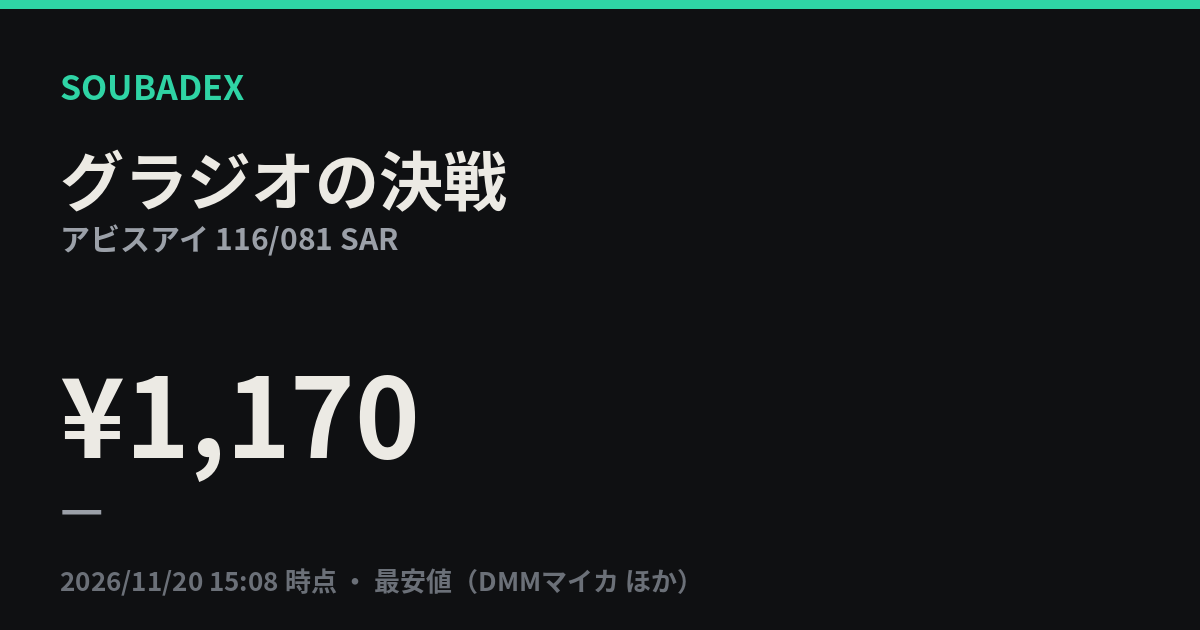 SOUBADEX
グラジオの決戦
アビスアイ 116/081 SAR
¥1,170
—
2026/11/20 15:08 時点 ・ 最安値（DMMマイカ ほか）